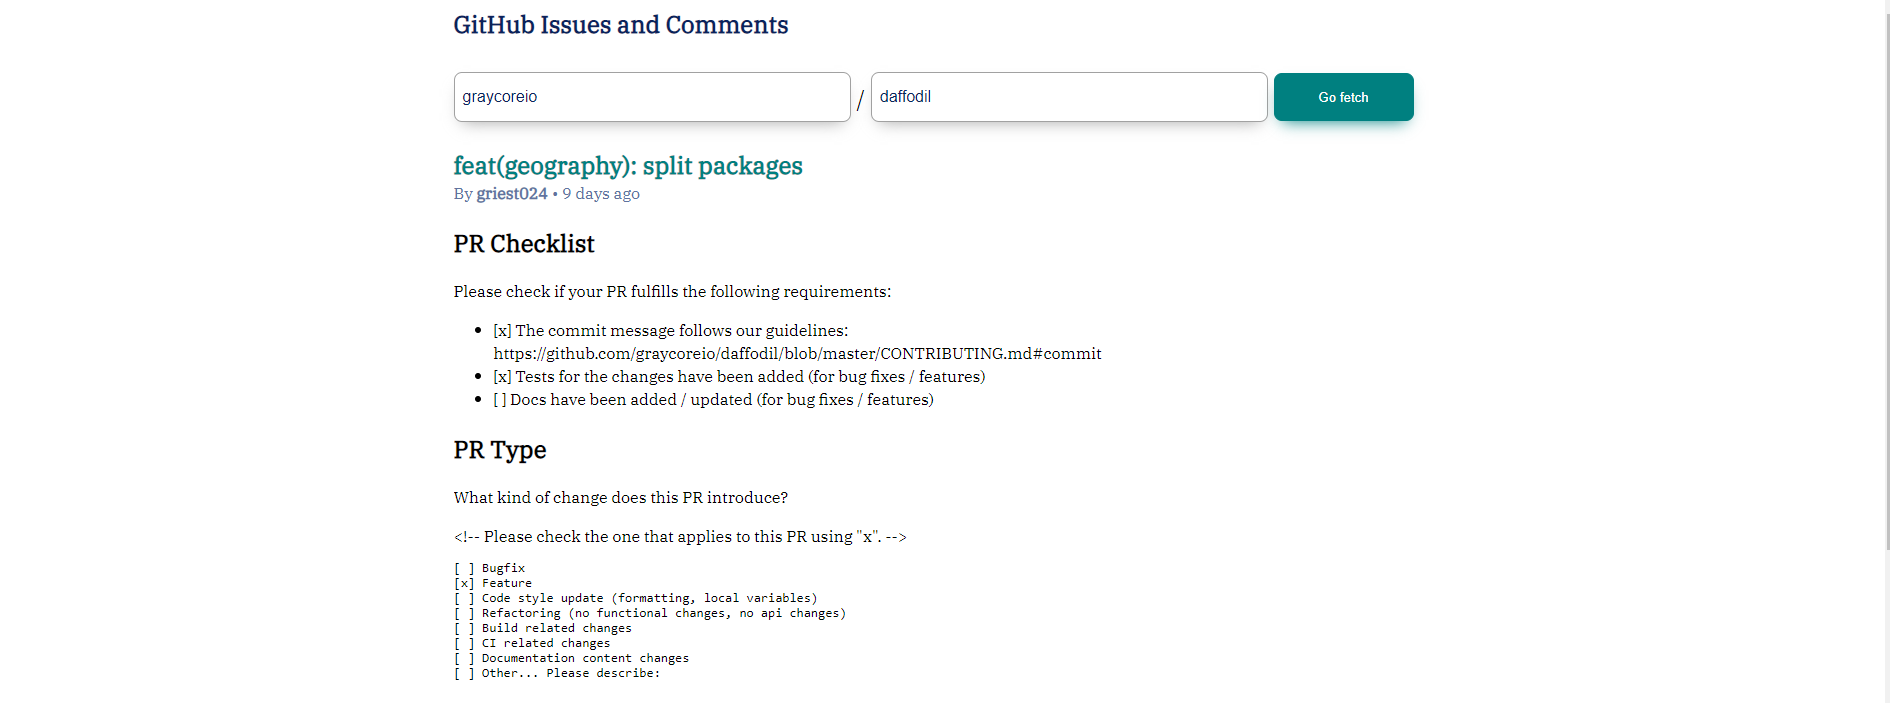 GitHub Issues and Comments
graycoreio / daffodil Go fetch
feat(geography): split packages
By griest024 • 9 days ago
PR Checklist
Please check if your PR fulfills the following requirements:
• [x] The commit message follows our guidelines:
https://github.com/graycoreio/daffodil/blob/master/CONTRIBUTING.md#commit
• [x] Tests for the changes have been added (for bug fixes / features)
• [ ] Docs have been added / updated (for bug fixes / features)
PR Type
What kind of change does this PR introduce?
<!-- Please check the one that applies to this PR using "x". -->
[ ] Bugfix
[x] Feature
[ ] Code style update (formatting, local variables)
[ ] Refactoring (no functional changes, no api changes)
[ ] Build related changes
[ ] CI related changes
[ ] Documentation content changes
[ ] Other... Please describe: